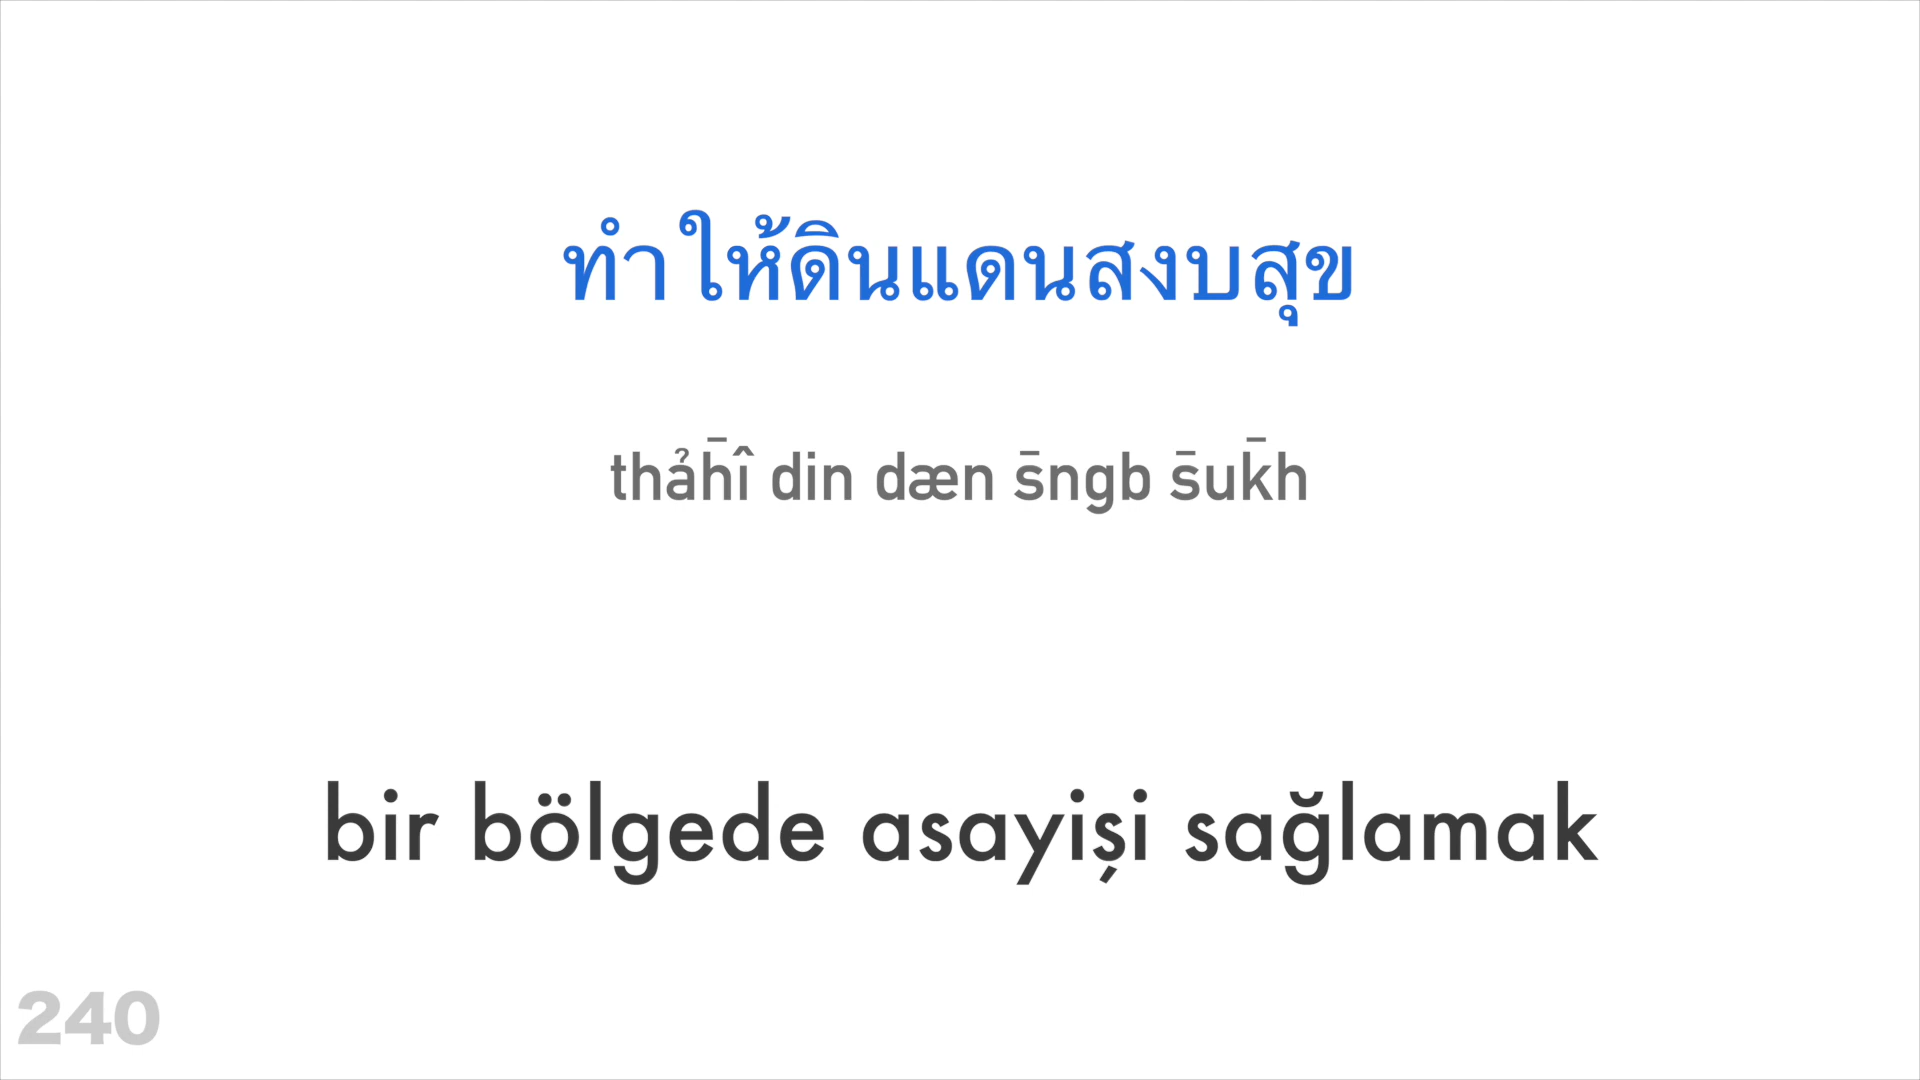 ทำให้ดินแดนสงบสุข
thảh̄î din dæn s̄ngb s̄uk̄h
bir bölgede asayişi sağlamak
240